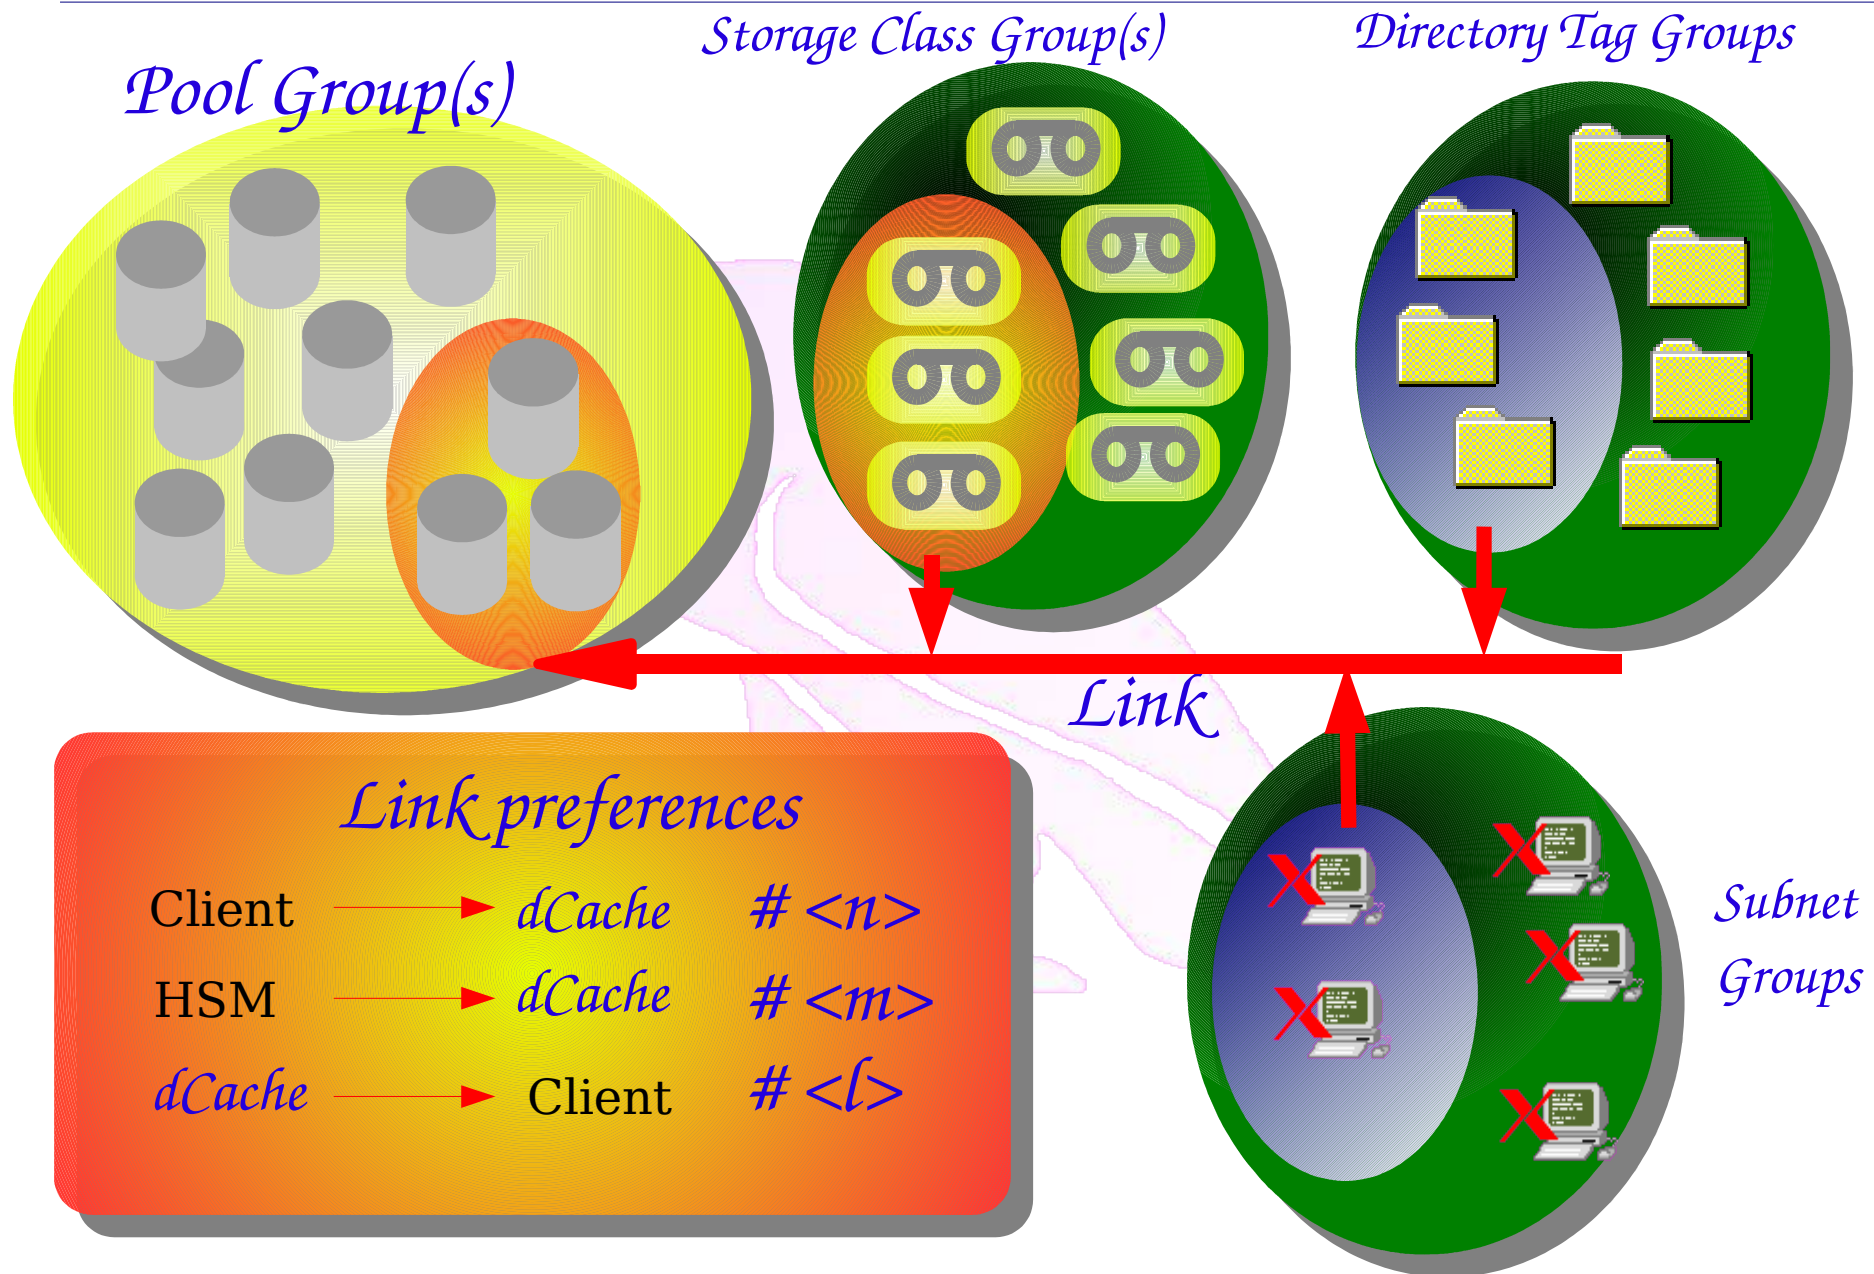 Storage Class Group(s)
Directory Tag Groups
Pool Group(s)
Link
Link preferences
Client dCache # <n>
HSM dCache # <m>
dCache Client # <l>
Subnet
Groups